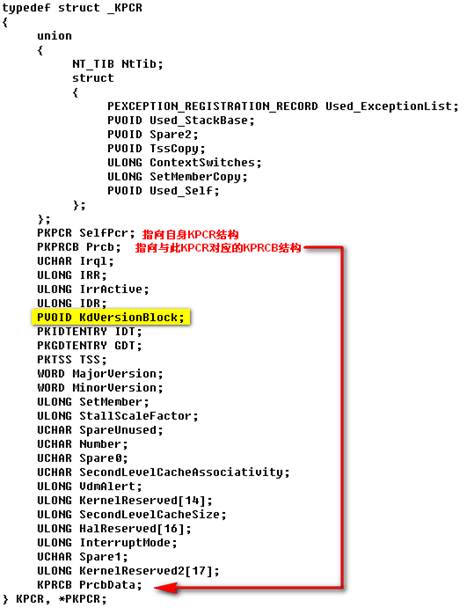 typedef struct _KPCR
{
union
{
NT_TIB NtTib;
struct
{
PEXCEPTION_REGISTRATION_RECORD Used_ExceptionList;
PVOID Used_StackBase;
PVOID Spare2;
PVOID TssCopy;
ULONG ContextSwitches;
ULONG SetMemberCopy;
PVOID Used_Self;
};
};
PKPCR SelfPcr; 指向自身KPCR结构
PKPRCB Prcb; 指向与此KPCR对应的KPRCB结构
UCHAR Irql;
ULONG IRR;
ULONG IrrActive;
ULONG IDR;
PVOID KdVersionBlock;
PKIDTENTRY IDT;
PKGDTENTRY GDT;
PKTSS TSS;
WORD MajorVersion;
WORD MinorVersion;
ULONG SetMember;
ULONG StallScaleFactor;
UCHAR SpareUnused;
UCHAR Number;
UCHAR Spare0;
UCHAR SecondLevelCacheAssociativity;
ULONG VdmAlert;
ULONG KernelReserved[14];
ULONG SecondLevelCacheSize;
ULONG HalReserved[16];
ULONG InterruptMode;
UCHAR Spare1;
ULONG KernelReserved2[17];
KPRCB PrcbData;
} KPCR, *PKPCR;